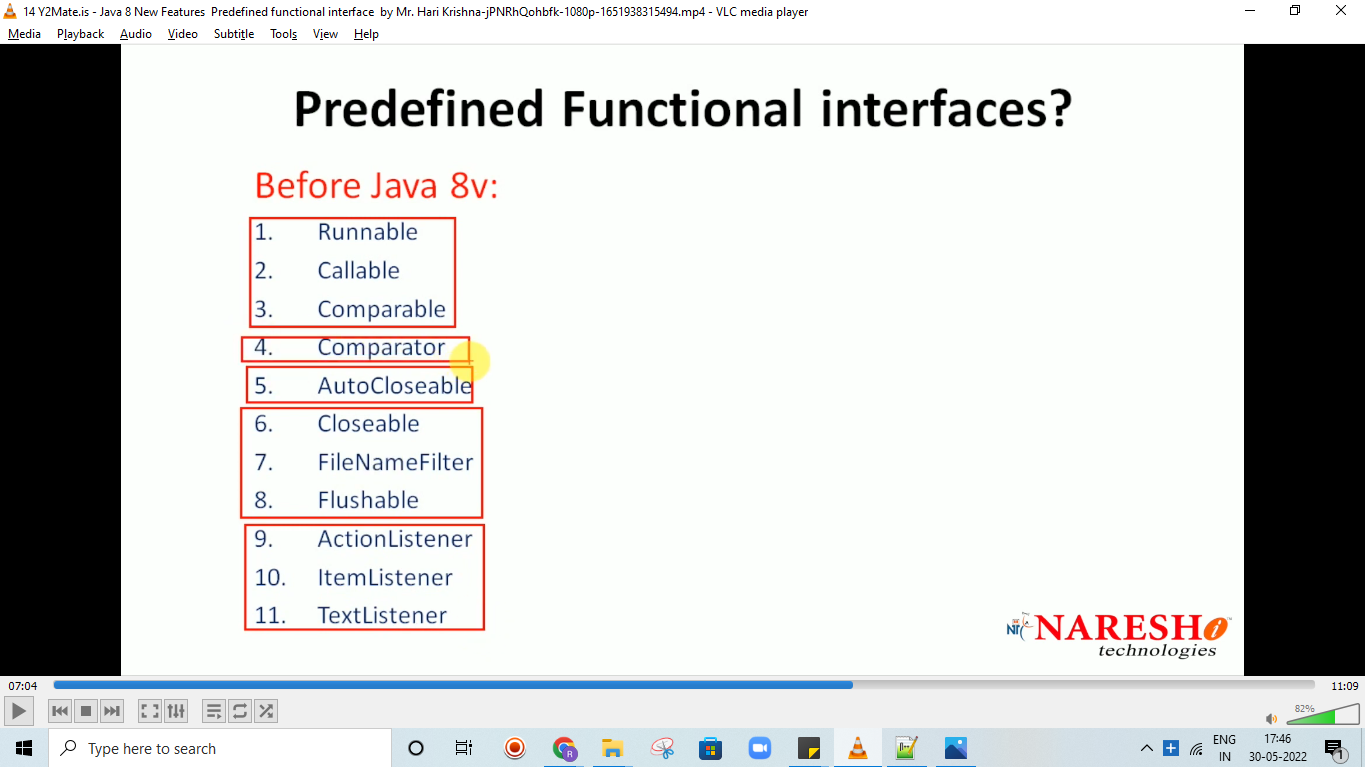 14 Y2Mate.is - Java 8 New Features  Predefined functional interface  by Mr. Hari Krishna-jPNRhQohbfk-1080p-1651938315494.mp4 - VLC media player
Media Playback Audio Video Subtitle Tools View Help
Predefined Functional interfaces?
Before Java 8v:
1. Runnable
2. Callable
3. Comparable
4. Comparator
5. AutoCloseable
6. Closeable
7. FileNameFilter
8. Flushable
9. ActionListener
10. ItemListener
11. TextListener
NARESH i
technologies
07:04
11:09
82%
Type here to search
ENG
IN
17:46
30-05-2022
1